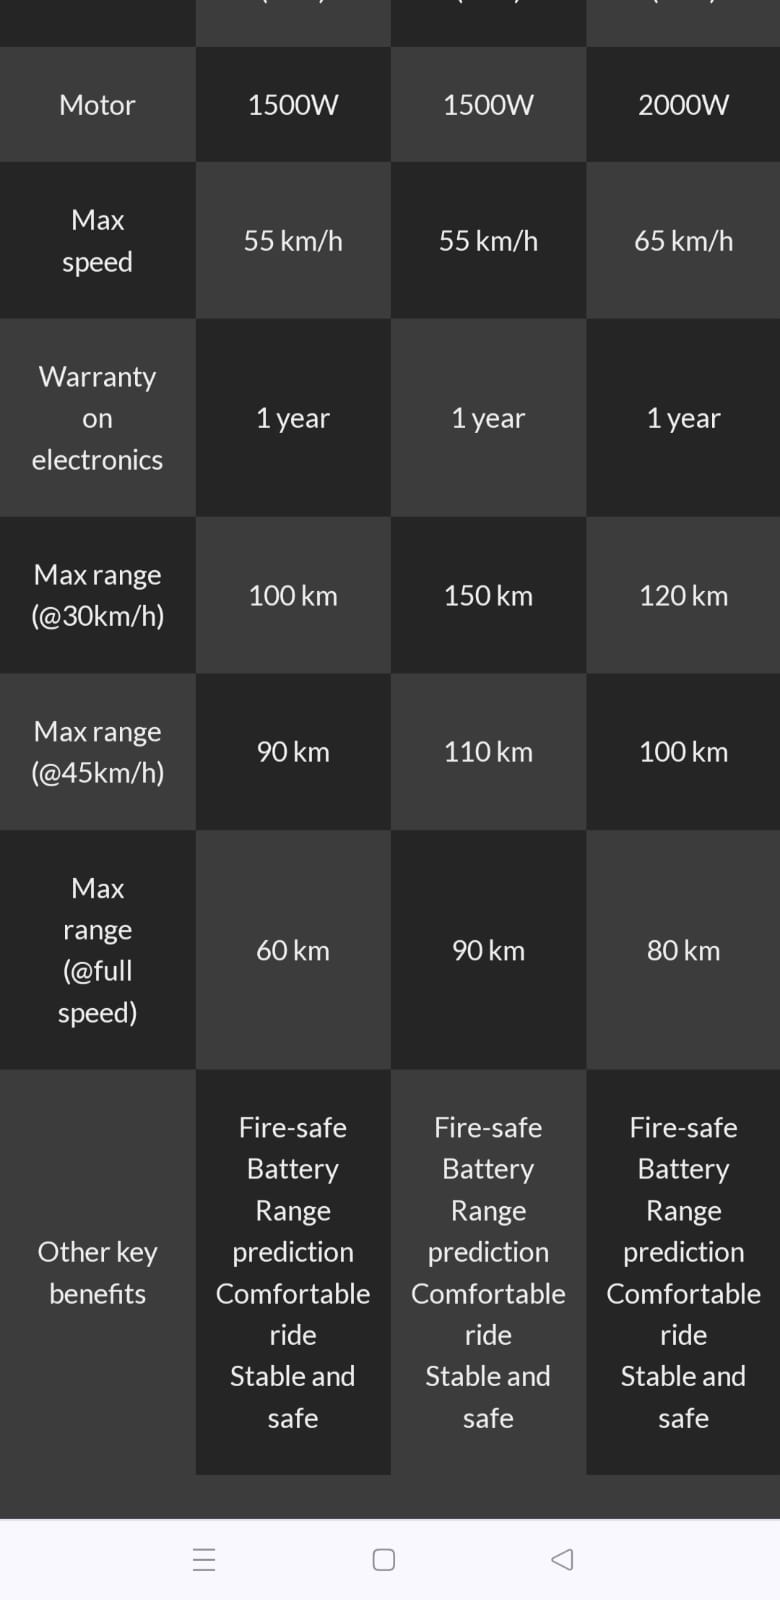 Motor 1500W 1500W 2000W
Max
speed
55 km/h 55 km/h 65 km/h
Warranty
on
electronics
1 year 1 year 1 year
Max range
(@30km/h)
100 km 150 km 120 km
Max range
(@45km/h)
90 km 110 km 100 km
Max
range
(@full
speed)
60 km 90 km 80 km
Other key
benefits
Fire-safe
Battery
Range
prediction
Comfortable
ride
Stable and
safe
Fire-safe
Battery
Range
prediction
Comfortable
ride
Stable and
safe
Fire-safe
Battery
Range
prediction
Comfortable
ride
Stable and
safe